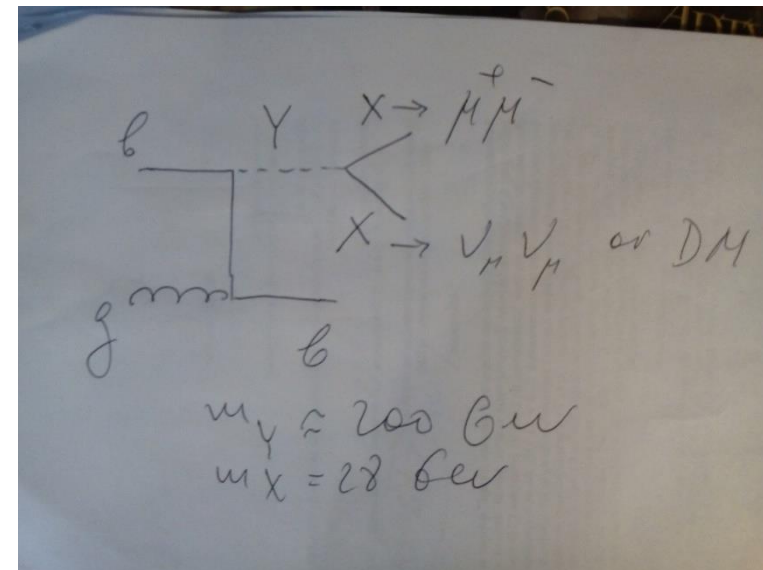 Y X → μ⁺μ⁻
b
X → ν_μ ν_μ or DM
g
b
m_Y ≈ 200 GeV
m_X = 28 GeV